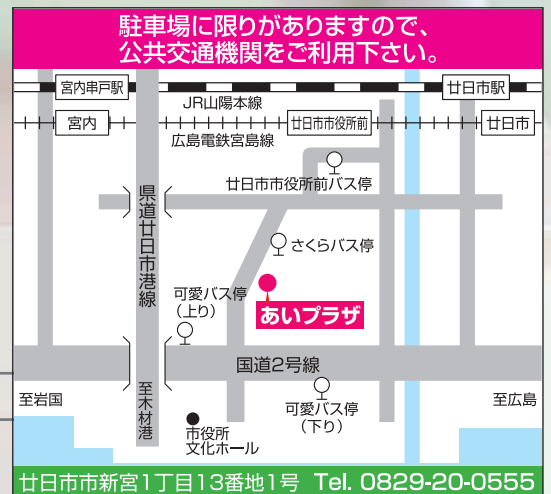 駐車場に限りがありますので、
公共交通機関をご利用下さい。
宮内串戸駅
廿日市駅
JR山陽本線
宮内
廿日市市役所前
廿日市
広島電鉄宮島線
廿日市市役所前バス停
県道廿日市港線
さくらバス停
可愛バス停
(上り)
あいプラザ
国道2号線
至岩国
至木材港
可愛バス停
(下り)
至広島
市役所
文化ホール
廿日市市新宮1丁目13番地1号 Tel. 0829-20-0555